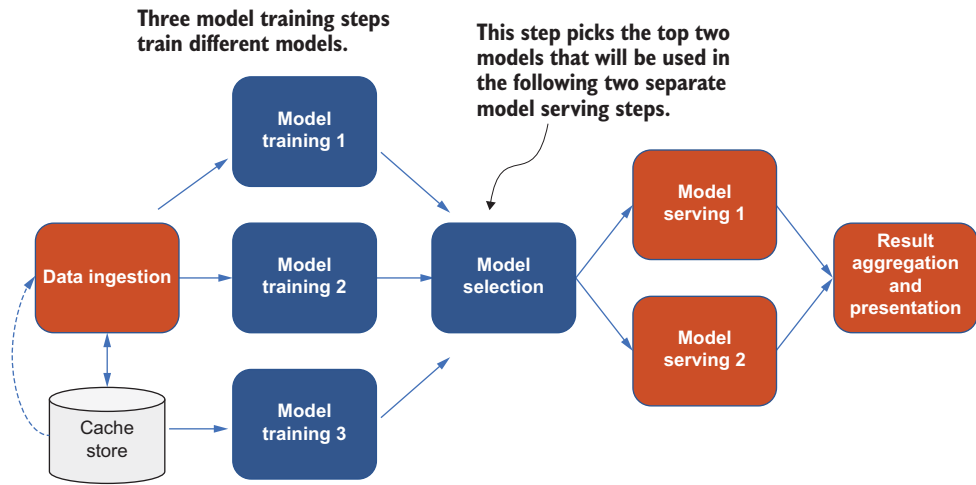 Three model training steps
train different models.
This step picks the top two
models that will be used in
the following two separate
model serving steps.
Model
training 1
Model
serving 1
Data ingestion
Model
training 2
Model
selection
Result
aggregation
and
presentation
Model
serving 2
Cache
store
Model
training 3